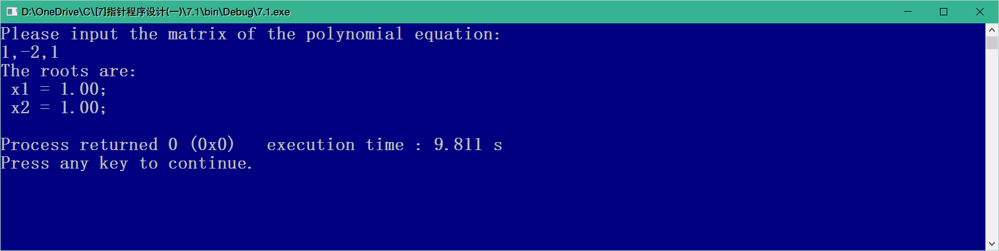 D:\OneDrive\C\[7]指针程序设计(一)\7.1\bin\Debug\7.1.exe
Please input the matrix of the polynomial equation:
1,-2,1
The roots are:
x1 = 1.00;
x2 = 1.00;
Process returned 0 (0x0)   execution time : 9.811 s
Press any key to continue.